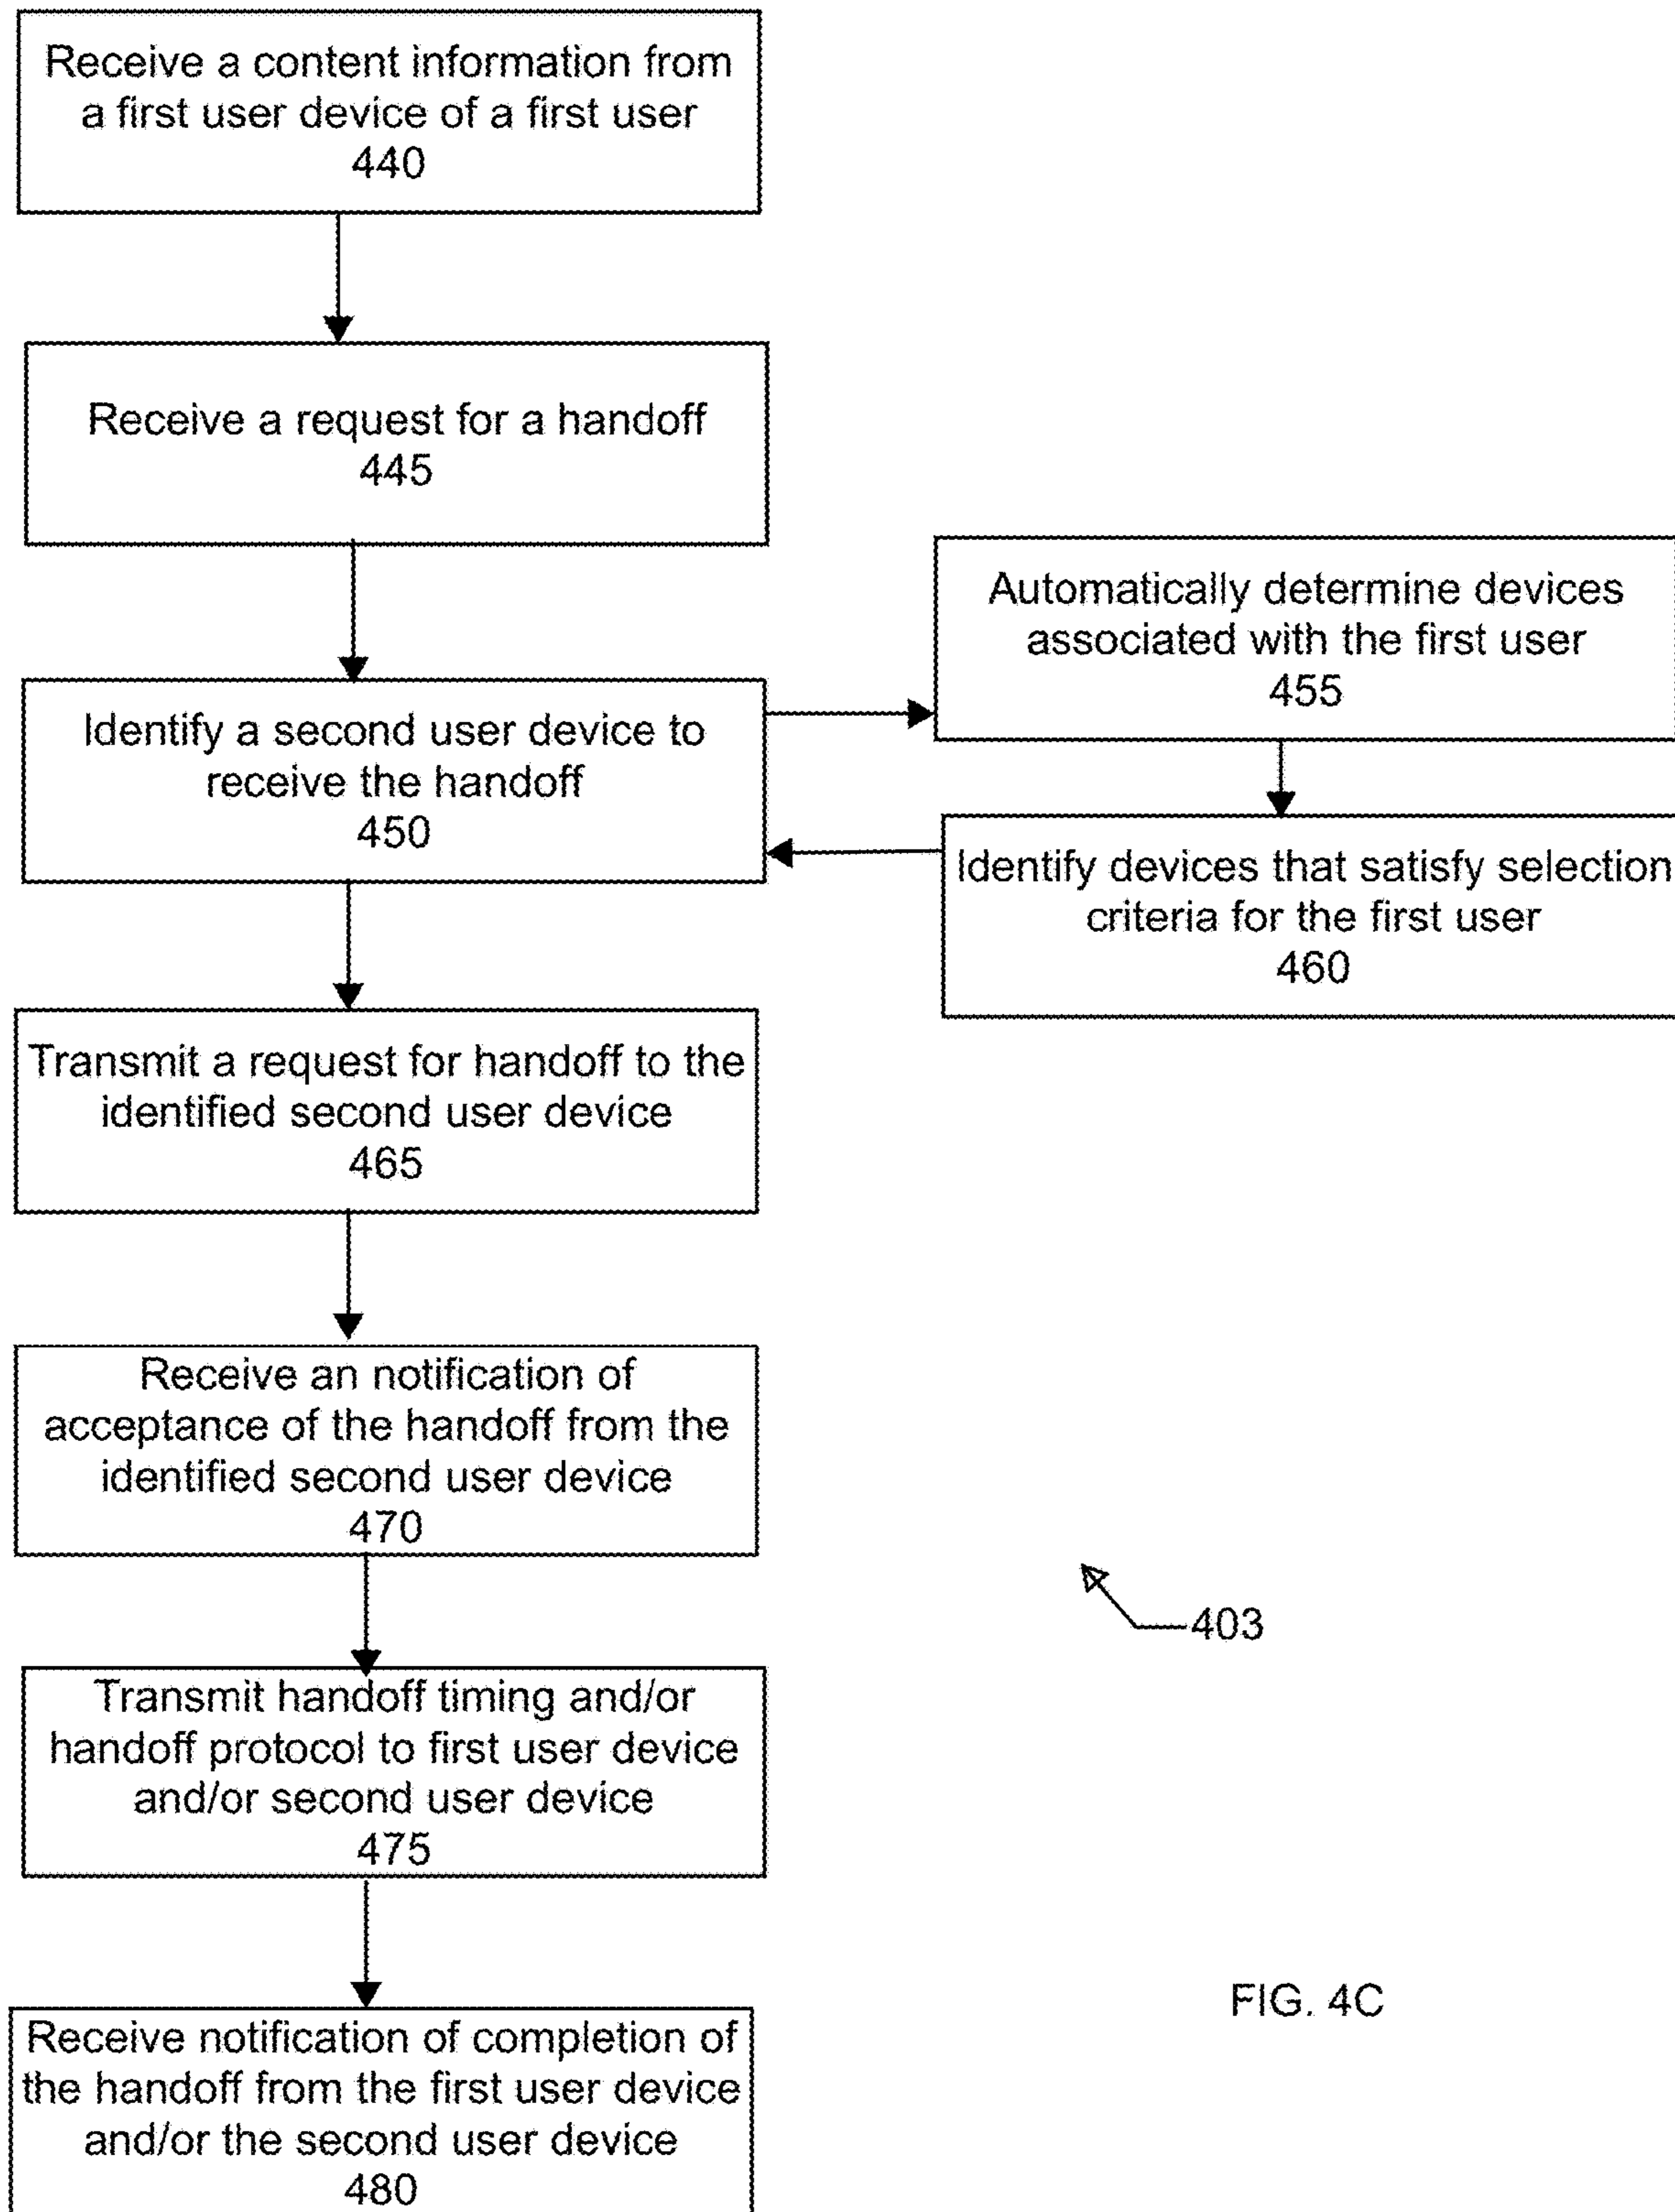 Receive a content information from
a first user device of a first user
440
Receive a request for a handoff
445
Automatically determine devices
associated with the first user
455
Identify a second user device to
receive the handoff
450
Identify devices that satisfy selection
criteria for the first user
460
Transmit a request for handoff to the
identified second user device
465
Receive an notification of
acceptance of the handoff from the
identified second user device
470
403
Transmit handoff timing and/or
handoff protocol to first user device
and/or second user device
475
FIG. 4C
Receive notification of completion of
the handoff from the first user device
and/or the second user device
480